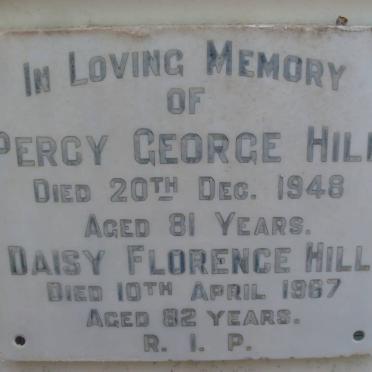 In Loving Memory
OF
PERCY GEORGE HILL
DIED 20TH DEC. 1948
AGED 81 YEARS.
DAISY FLORENCE HILL
DIED 10TH APRIL 1967
AGED 82 YEARS.
R. I. P.